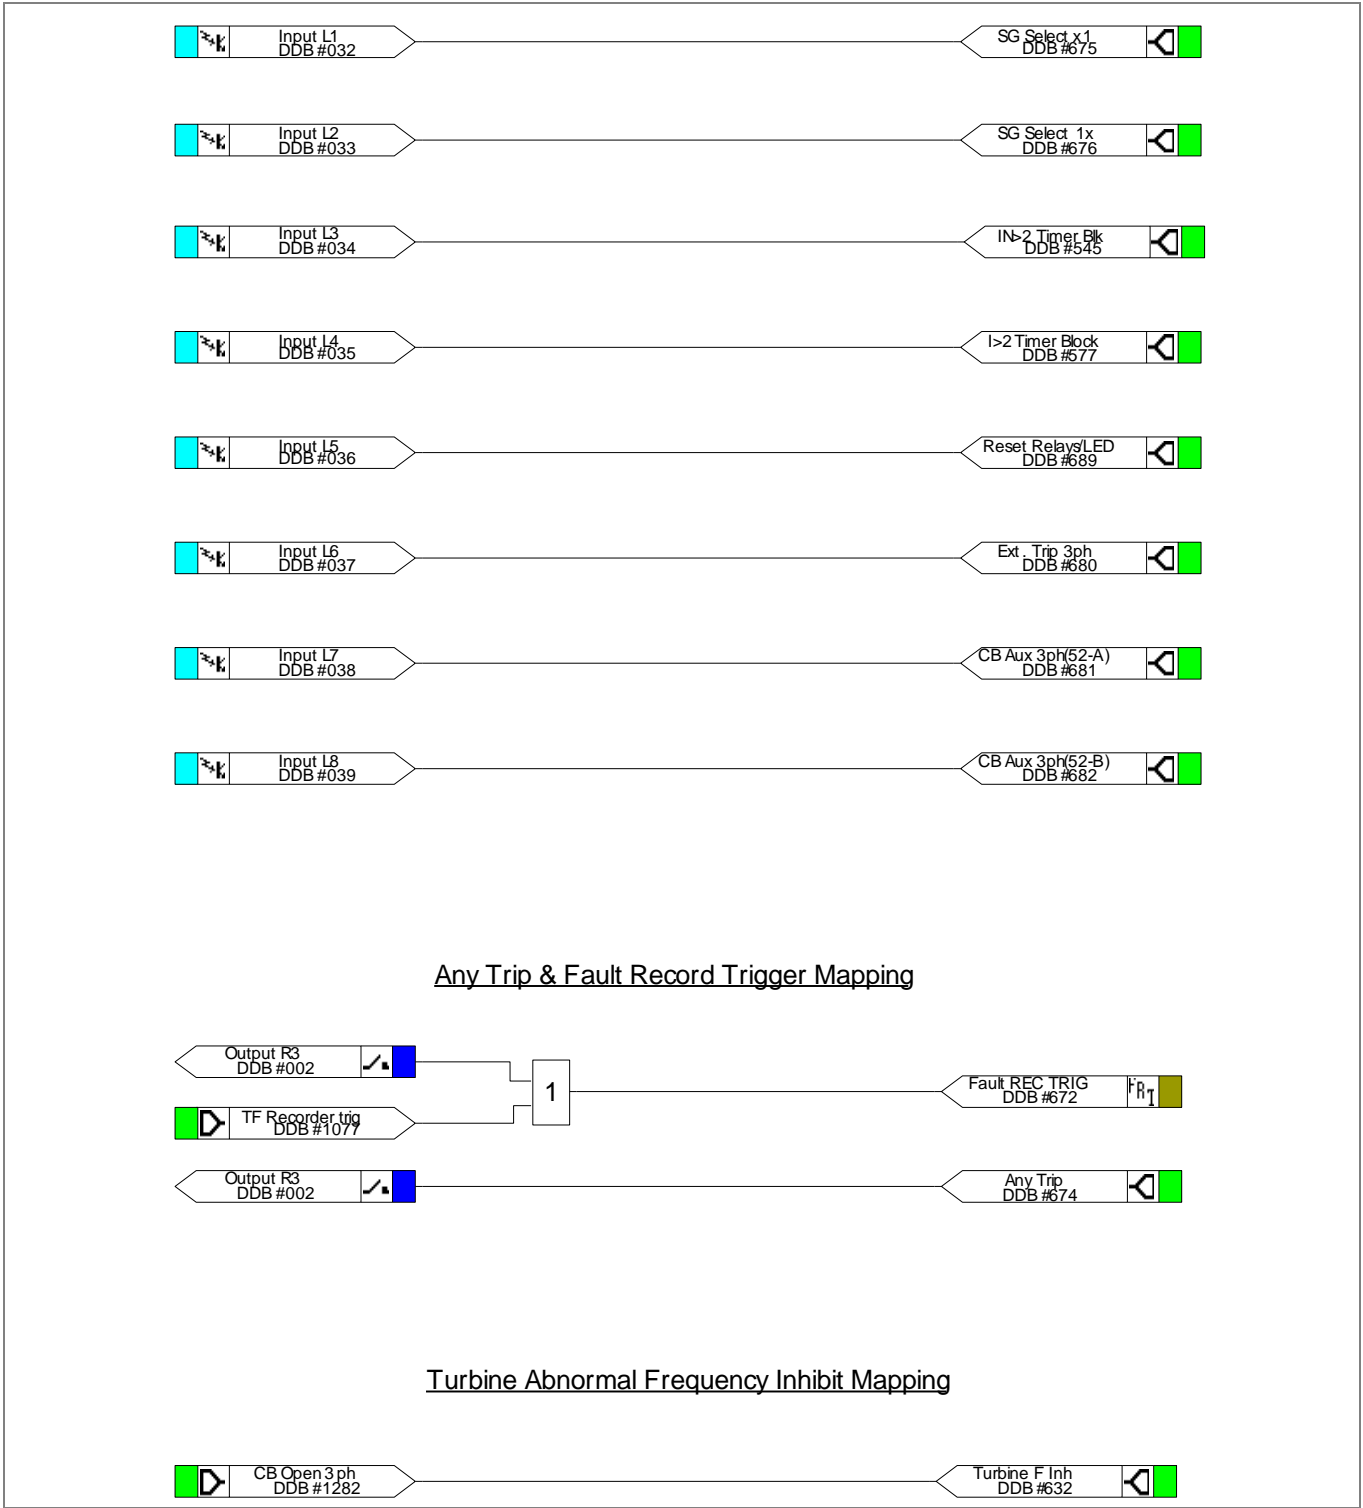 Input L1
DDB #032
SG Select x1
DDB #675
Input L2
DDB #033
SG Select 1x
DDB #676
Input L3
DDB #034
IN>2 Timer Blk
DDB #545
Input L4
DDB #035
I>2 Timer Block
DDB #577
Input L5
DDB #036
Reset Relays/LED
DDB #689
Input L6
DDB #037
Ext. Trip 3ph
DDB #680
Input L7
DDB #038
CB Aux 3ph(52-A)
DDB #681
Input L8
DDB #039
CB Aux 3ph(52-B)
DDB #682
Any Trip & Fault Record Trigger Mapping
Output R3
DDB #002
1
Fault REC TRIG
DDB #672
FRT
TF Recorder trig
DDB #1077
Output R3
DDB #002
Any Trip
DDB #674
Turbine Abnormal Frequency Inhibit Mapping
CB Open 3 ph
DDB #1282
Turbine F Inh
DDB #632